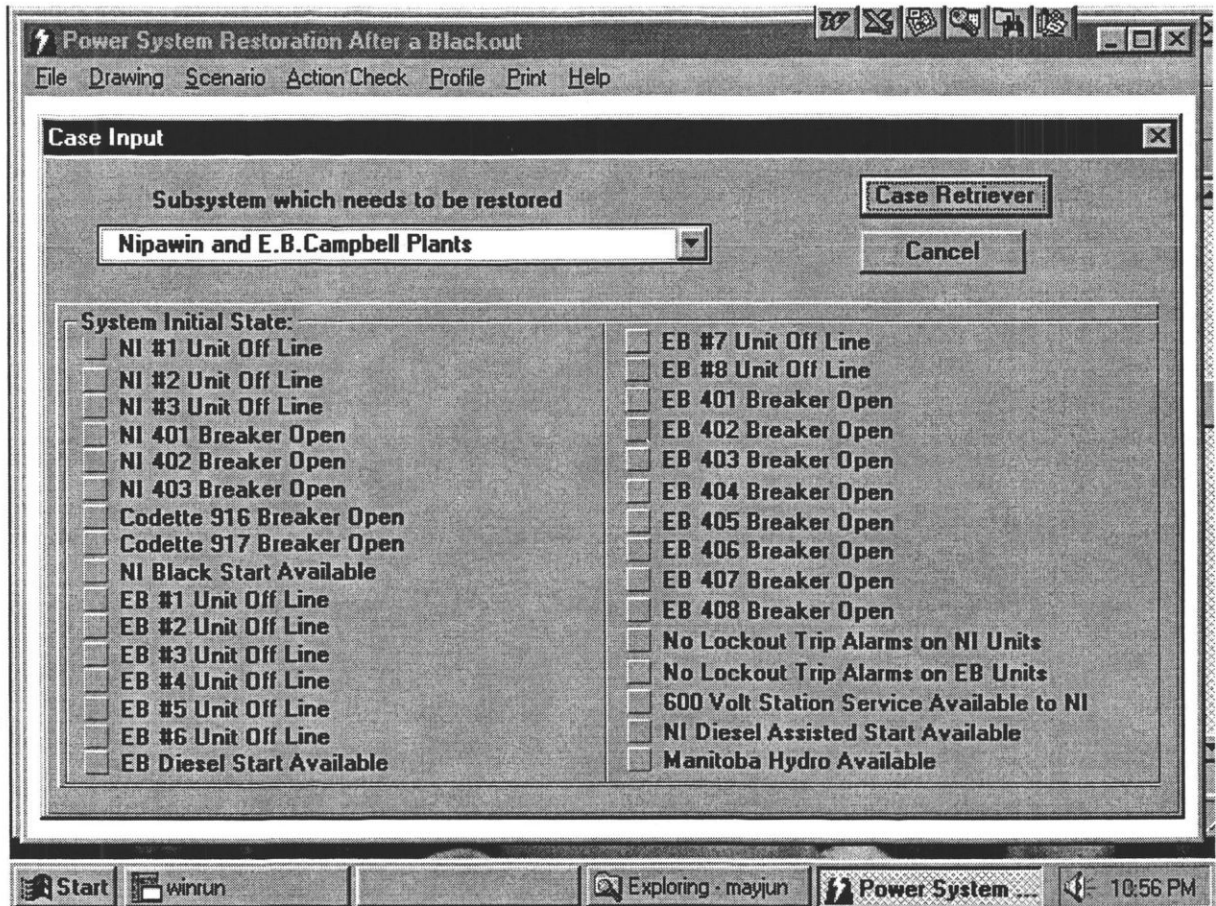 Power System Restoration After a Blackout
File Drawing Scenario Action Check Profile Print Help
Case Input
Subsystem which needs to be restored
Case Retriever
Nipawin and E.B.Campbell Plants
Cancel
System Initial State:
NI #1 Unit Off Line
NI #2 Unit Off Line
NI #3 Unit Off Line
NI 401 Breaker Open
NI 402 Breaker Open
NI 403 Breaker Open
Codette 916 Breaker Open
Codette 917 Breaker Open
NI Black Start Available
EB #1 Unit Off Line
EB #2 Unit Off Line
EB #3 Unit Off Line
EB #4 Unit Off Line
EB #5 Unit Off Line
EB #6 Unit Off Line
EB Diesel Start Available
EB #7 Unit Off Line
EB #8 Unit Off Line
EB 401 Breaker Open
EB 402 Breaker Open
EB 403 Breaker Open
EB 404 Breaker Open
EB 405 Breaker Open
EB 406 Breaker Open
EB 407 Breaker Open
EB 408 Breaker Open
No Lockout Trip Alarms on NI Units
No Lockout Trip Alarms on EB Units
600 Volt Station Service Available to NI
NI Diesel Assisted Start Available
Manitoba Hydro Available
Start winrun Exploring - mayjun Power System ... 10:56 PM